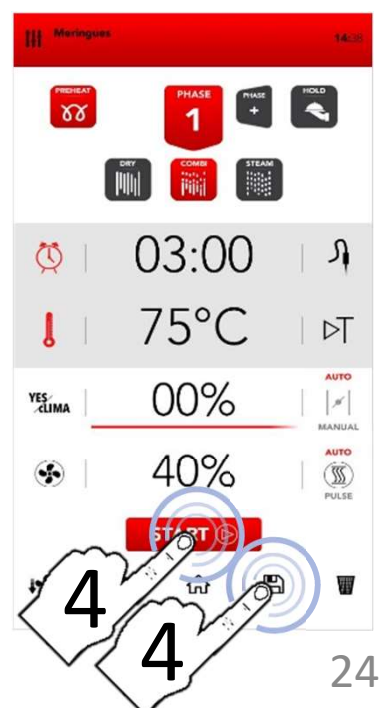 Meringues 14:38
PREHEAT
PHASE
1
PHASE
+
HOLD
DRY
COMBI
STEAM
03:00
75°C
YES/
CLIMA
00%
AUTO
MANUAL
40%
AUTO
PULSE
START
4
4
24